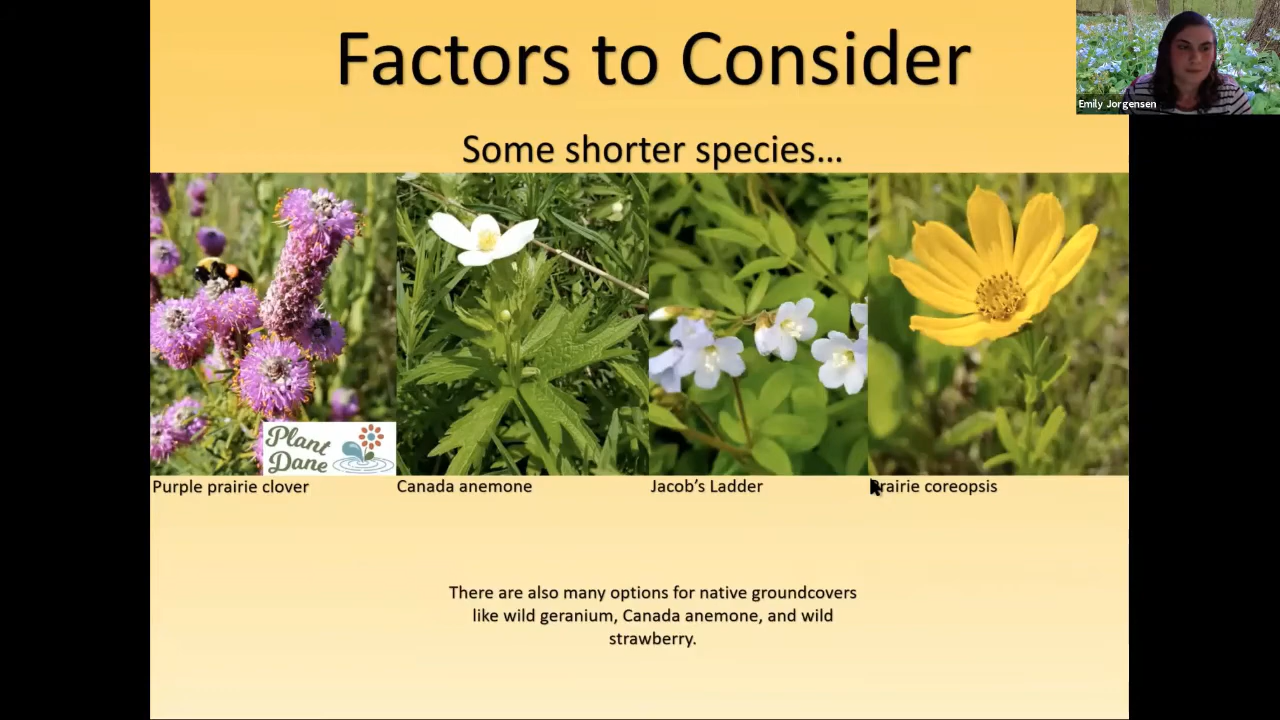 Factors to Consider
Emily Jorgensen
Some shorter species...
Plant
Dane
Purple prairie clover
Canada anemone
Jacob's Ladder
Prairie coreopsis
There are also many options for native groundcovers
like wild geranium, Canada anemone, and wild
strawberry.